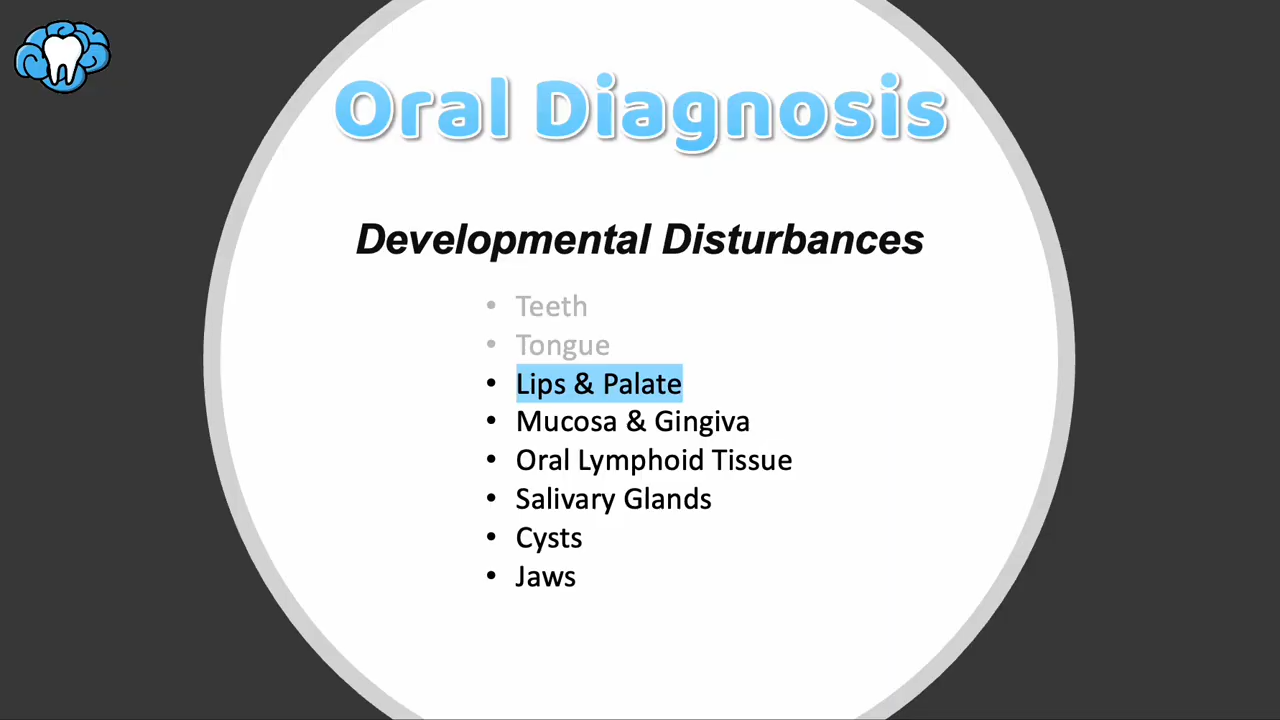 Oral Diagnosis
Developmental Disturbances
• Teeth
• Tongue
• Lips & Palate
• Mucosa & Gingiva
• Oral Lymphoid Tissue
• Salivary Glands
• Cysts
• Jaws